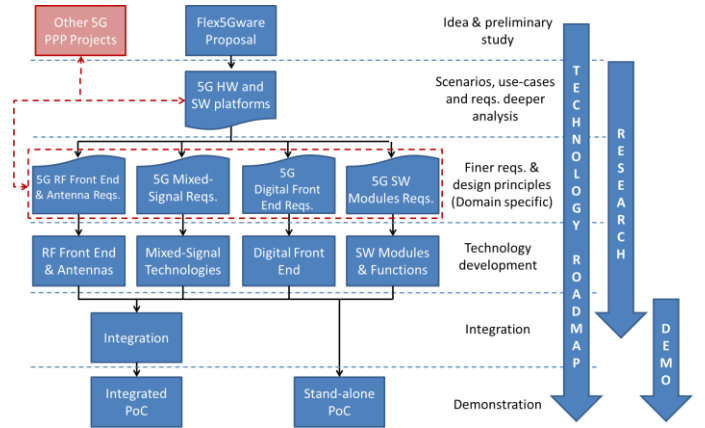 Other 5G
PPP Projects
Flex5Gware
Proposal
Idea & preliminary
study
5G HW and
SW platforms
Scenarios, use-cases
and reqs. deeper
analysis
5G RF Front End
& Antenna Reqs.
5G Mixed-
Signal Reqs.
5G
Digital Front
End Reqs.
5G SW
Modules Reqs.
Finer reqs. &
design principles
(Domain specific)
RF Front End
& Antennas
Mixed-Signal
Technologies
Digital Front
End
SW Modules
& Functions
Technology
development
Integration
Integration
Integrated
PoC
Stand-alone
PoC
Demonstration
TECHNOLOGY ROADMAP
RESEARCH
DEMO